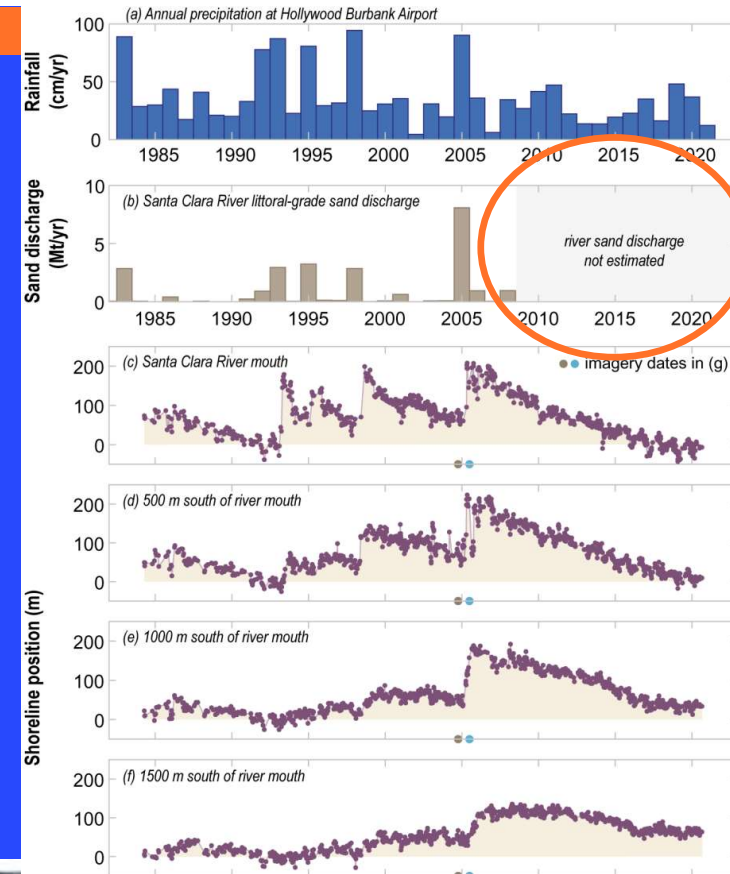 (a) Annual precipitation at Hollywood Burbank Airport
Rainfall
(cm/yr)
100
50
0
1985 1990 1995 2000 2005 2010 2015 2020
(b) Santa Clara River littoral-grade sand discharge
Sand discharge
(Mt/yr)
10
5
0
river sand discharge
not estimated
1985 1990 1995 2000 2005 2010 2015 2020
(c) Santa Clara River mouth
imagery dates in (g)
200
100
0
(d) 500 m south of river mouth
200
100
0
Shoreline position (m)
(e) 1000 m south of river mouth
200
100
0
(f) 1500 m south of river mouth
200
100
0